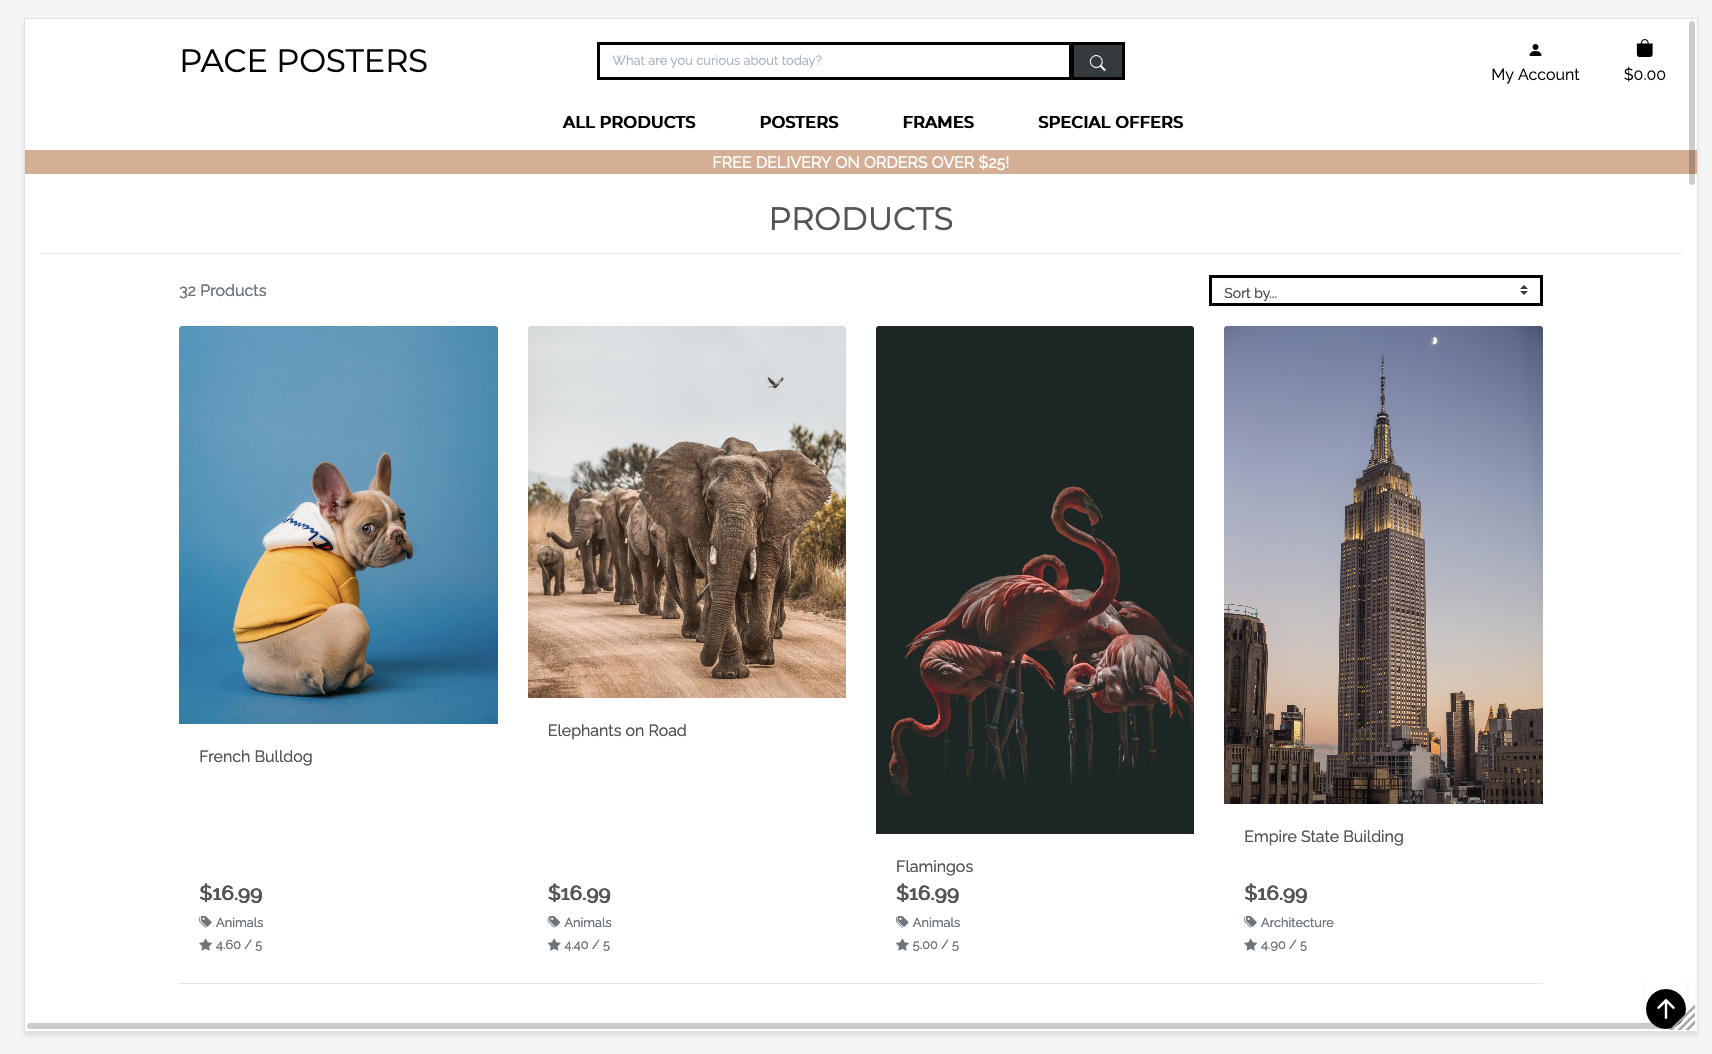 PACE POSTERS
What are you curious about today?
My Account
$0.00
ALL PRODUCTS POSTERS FRAMES SPECIAL OFFERS
FREE DELIVERY ON ORDERS OVER $25!
PRODUCTS
32 Products
Sort by...
French Bulldog
$16.99
Animals
4.60 / 5
Elephants on Road
$16.99
Animals
4.40 / 5
Flamingos
$16.99
Animals
5.00 / 5
Empire State Building
$16.99
Architecture
4.90 / 5